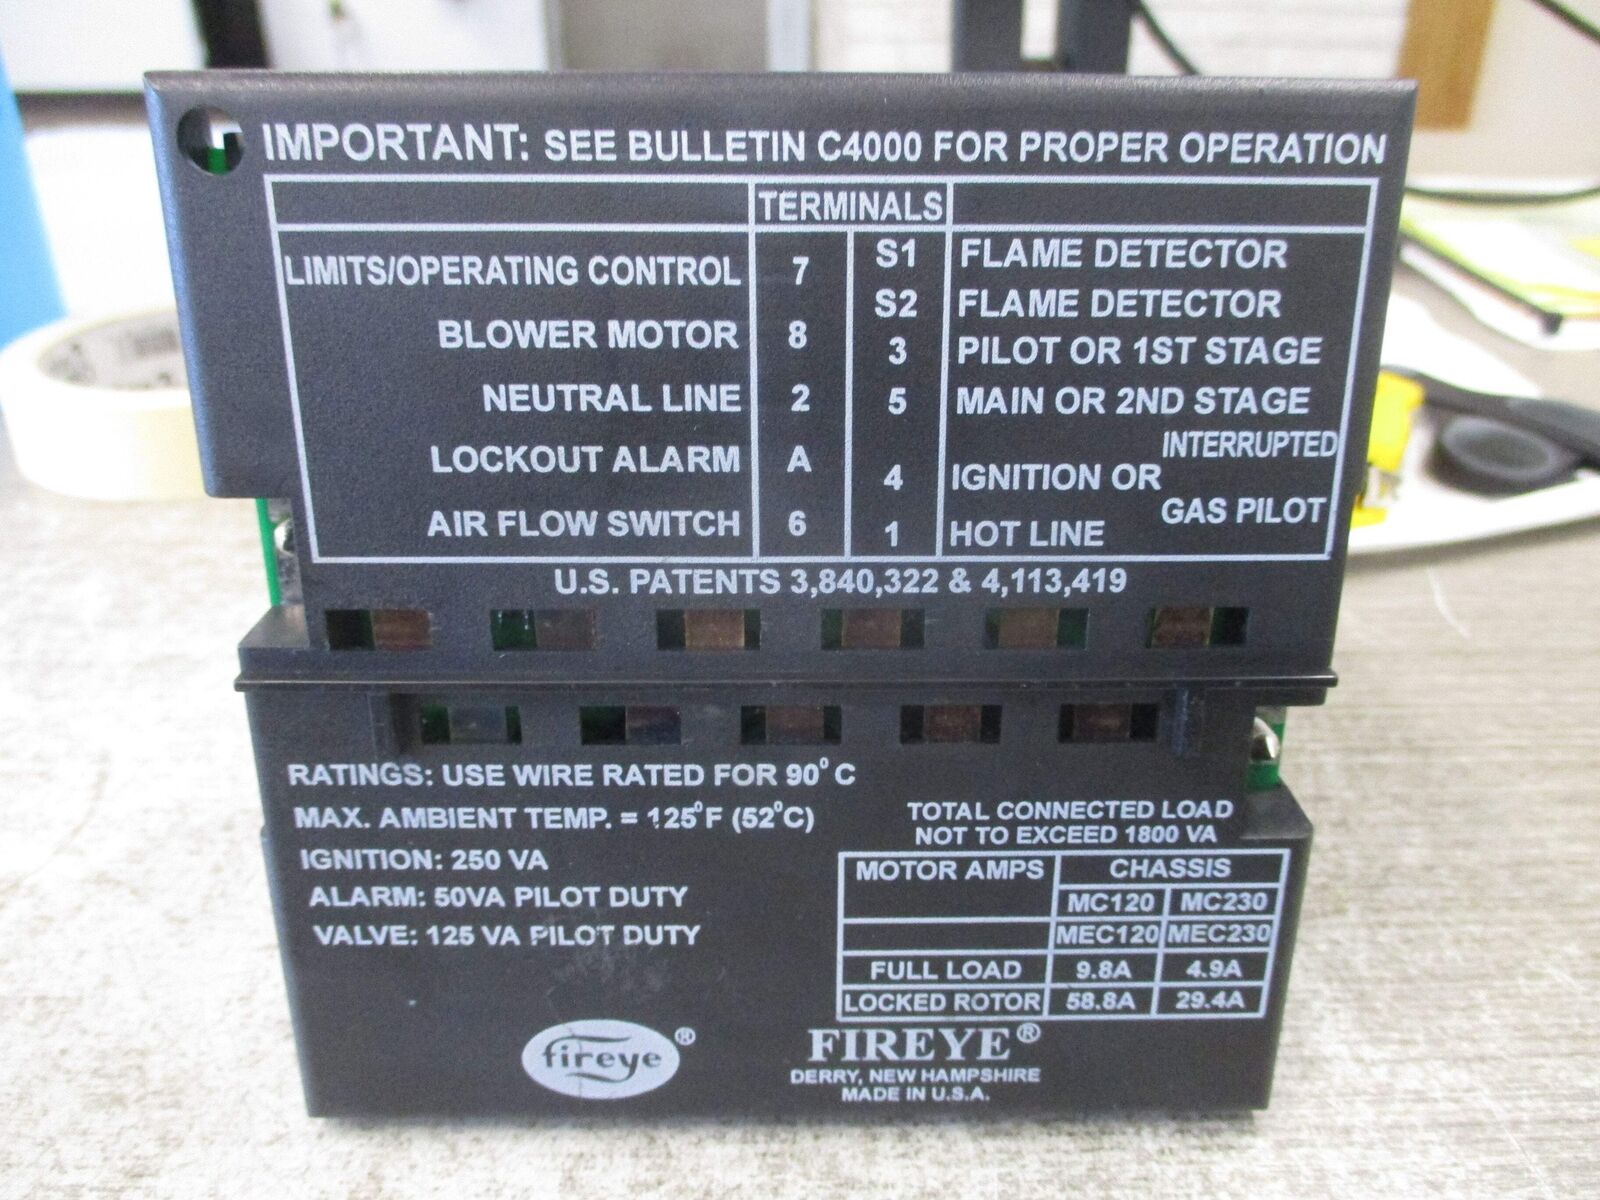 IMPORTANT: SEE BULLETIN C4000 FOR PROPER OPERATION
TERMINALS
LIMITS/OPERATING CONTROL 7 S1 FLAME DETECTOR
S2 FLAME DETECTOR
BLOWER MOTOR 8 3 PILOT OR 1ST STAGE
NEUTRAL LINE 2 5 MAIN OR 2ND STAGE
INTERRUPTED
LOCKOUT ALARM A 4 IGNITION OR
GAS PILOT
AIR FLOW SWITCH 6 1 HOT LINE
U.S. PATENTS 3,840,322 & 4,113,419
RATINGS: USE WIRE RATED FOR 90° C
MAX. AMBIENT TEMP. = 125°F (52°C)
IGNITION: 250 VA
ALARM: 50VA PILOT DUTY
VALVE: 125 VA PILOT DUTY
TOTAL CONNECTED LOAD
NOT TO EXCEED 1800 VA
MOTOR AMPS CHASSIS
MC120 MC230
MEC120 MEC230
FULL LOAD 9.8A 4.9A
LOCKED ROTOR 58.8A 29.4A
fireye®
FIREYE®
DERRY, NEW HAMPSHIRE
MADE IN U.S.A.